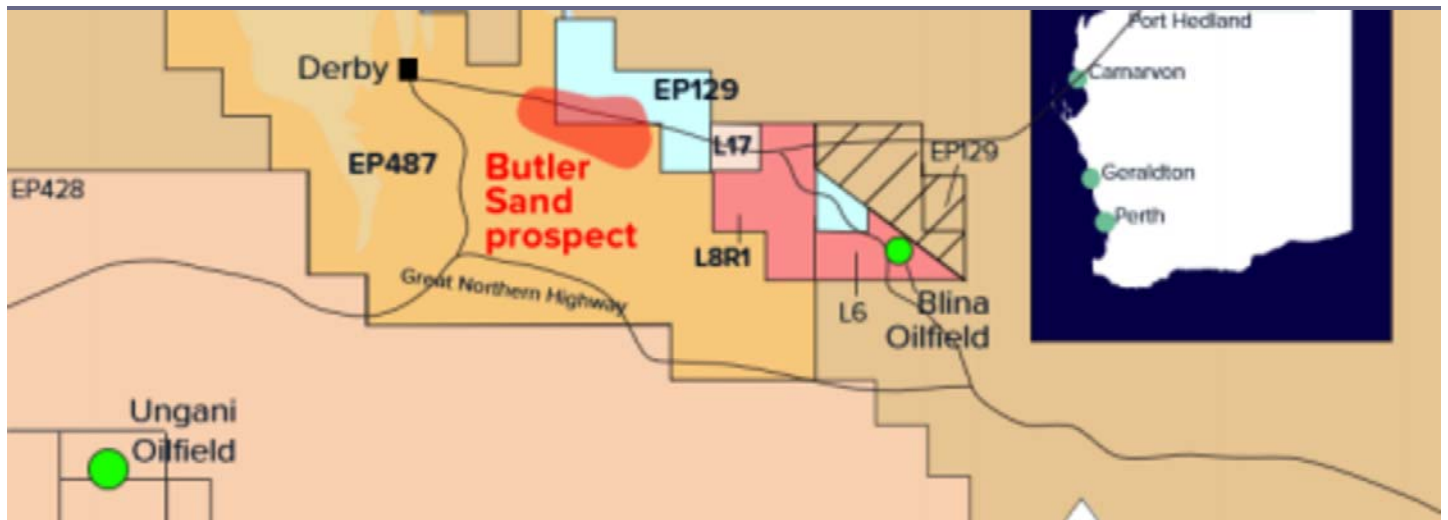 Port Hedland
Carnarvon
Geraldton
Perth
Derby
EP129
L17
EP129
EP487
EP428
Butler
Sand
prospect
L8R1
Great Northern Highway
L6
Blina
Oilfield
Ungani
Oilfield